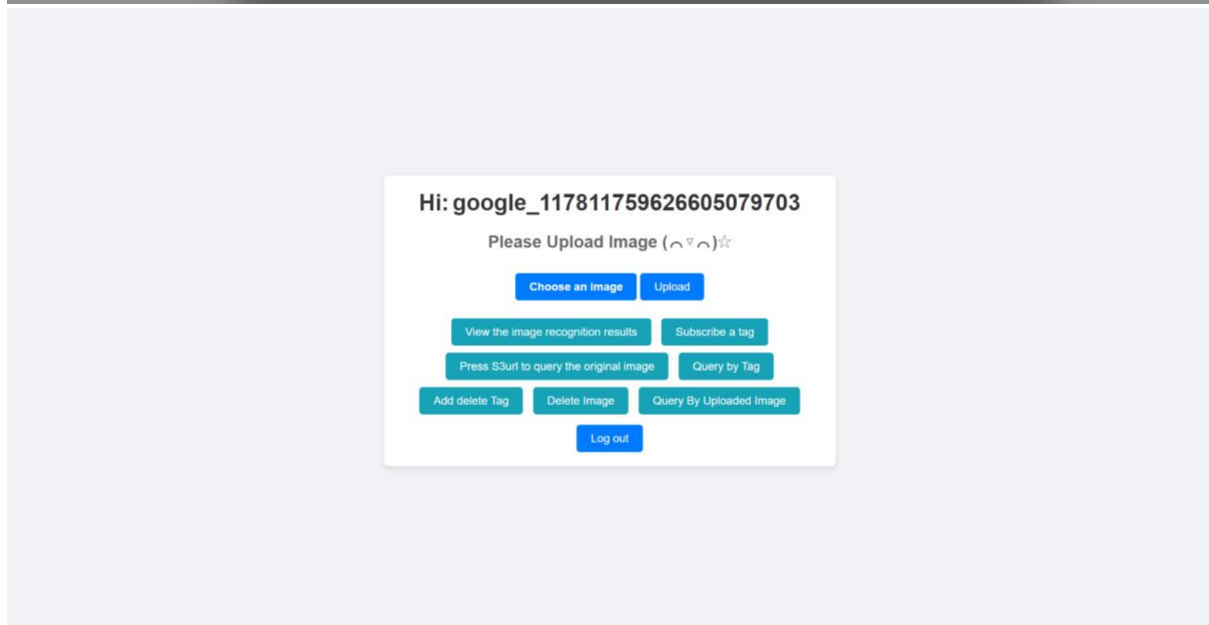 Hi: google_117811759626605079703
Please Upload Image (⌒▽⌒)☆
Choose an image Upload
View the image recognition results Subscribe a tag
Press S3url to query the original image Query by Tag
Add delete Tag Delete Image Query By Uploaded Image
Log out